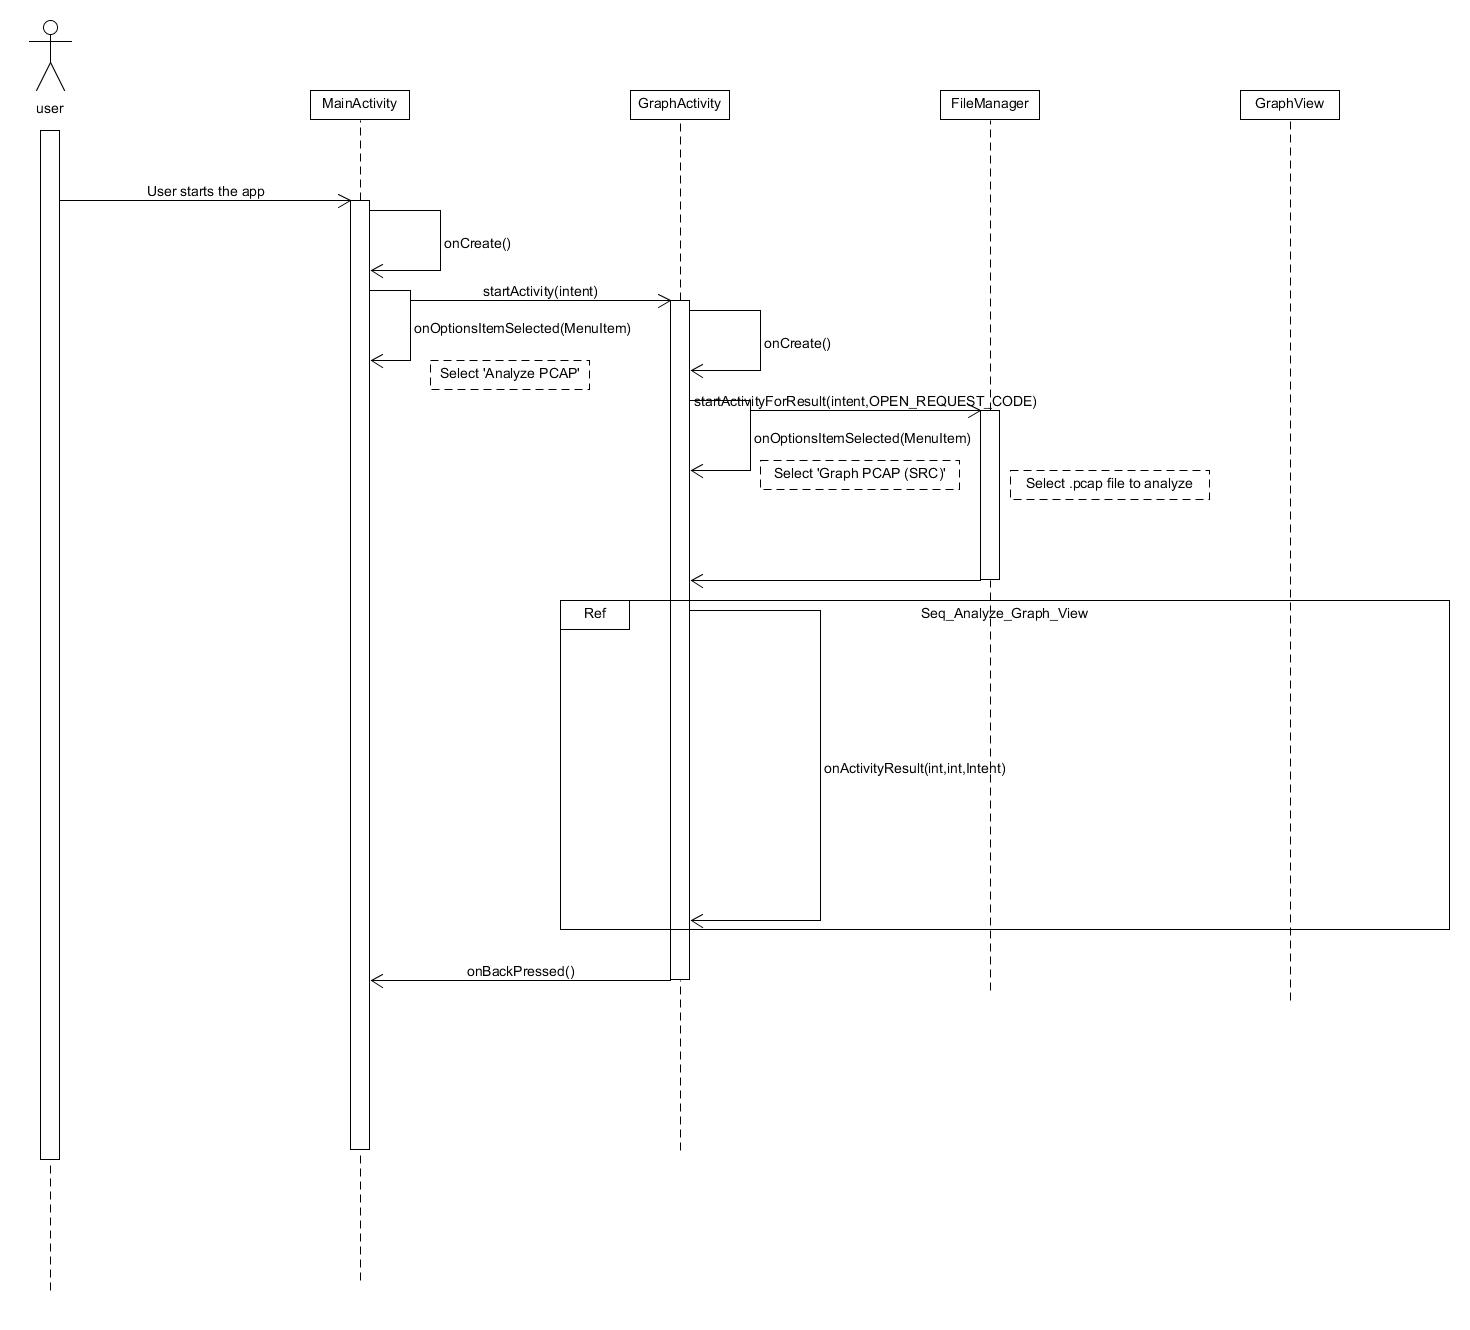 user
MainActivity
GraphActivity
FileManager
GraphView
User starts the app
onCreate()
startActivity(intent)
onOptionsItemSelected(MenuItem)
onCreate()
Select 'Analyze PCAP'
startActivityForResult(intent,OPEN_REQUEST_CODE)
onOptionsItemSelected(MenuItem)
Select 'Graph PCAP (SRC)'
Select .pcap file to analyze
Ref
Seq_Analyze_Graph_View
onActivityResult(int,int,Intent)
onBackPressed()